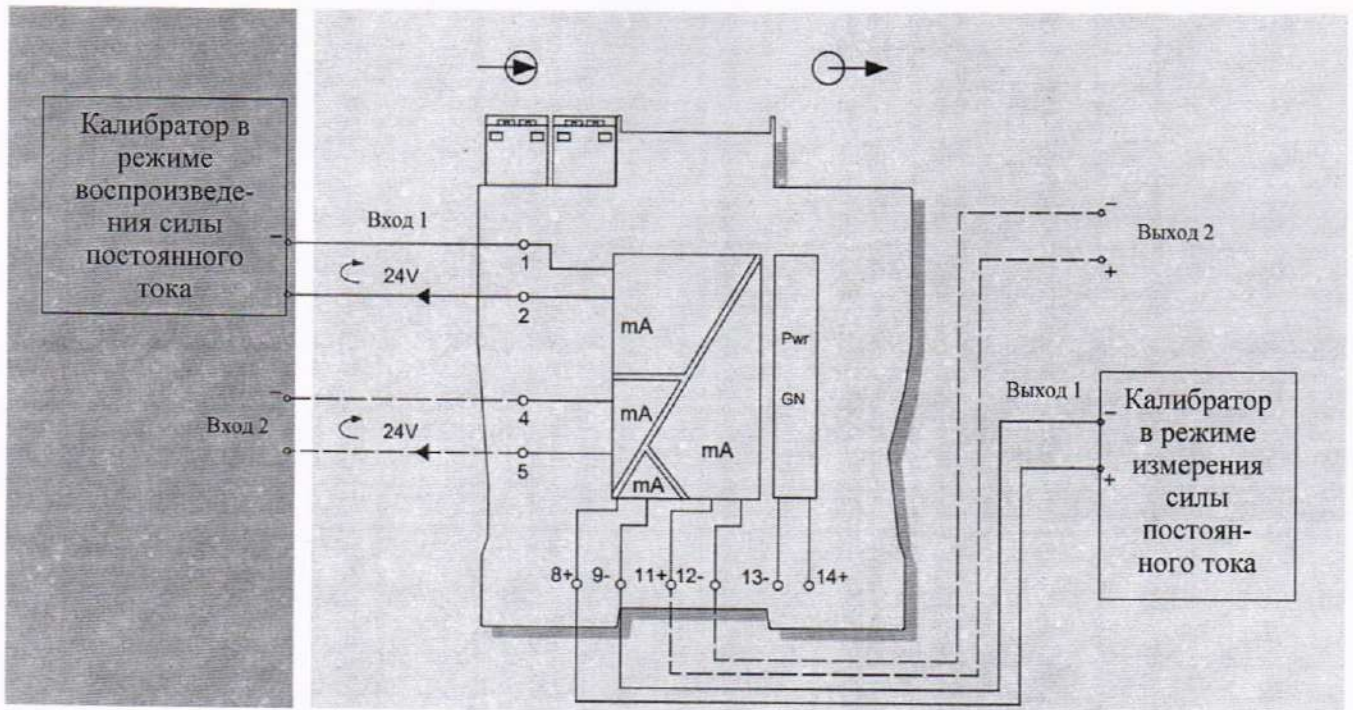 Калибратор в
режиме
воспроизведе-
ния силы
постоянного
тока
−
Вход 1
1
24V
2
−
4
Вход 2
24V
5
mA
mA
mA
mA
Pwr
GN
8+ 9- 11+ 12- 13- 14+
−
Выход 2
+
Выход 1
−
+
Калибратор
в режиме
измерения
силы
постоян-
ного тока